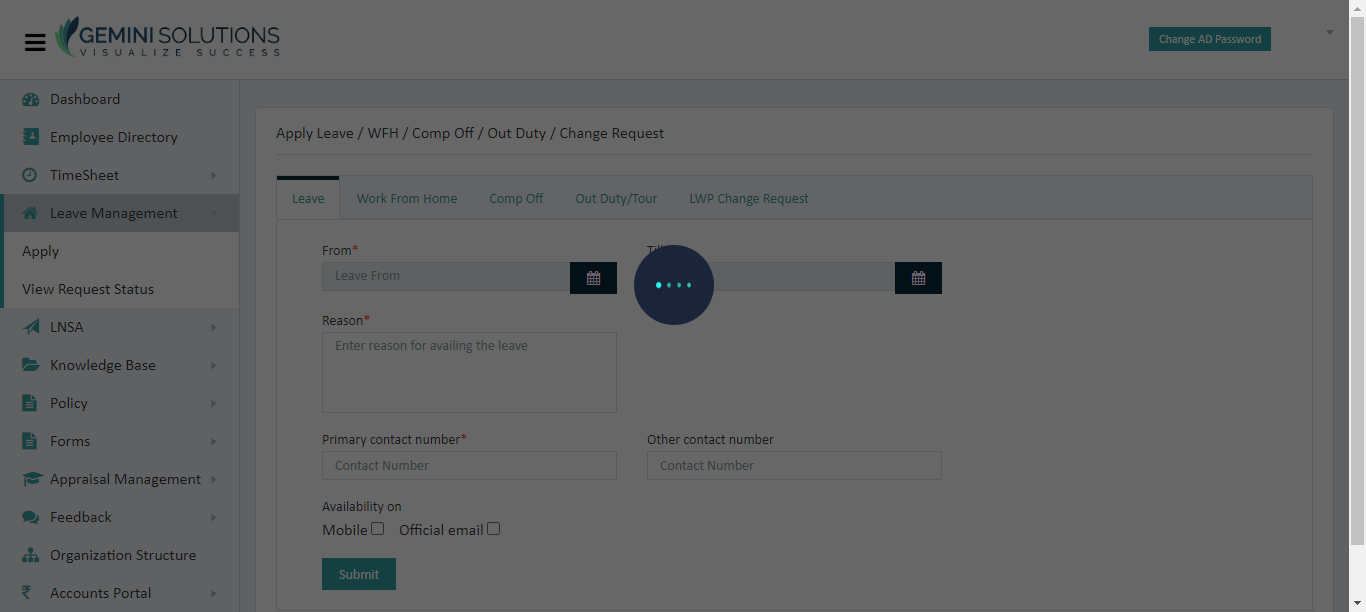 GEMINI SOLUTIONS
VISUALIZE SUCCESS
Change AD Password
Dashboard
Employee Directory
TimeSheet
Leave Management
Apply
View Request Status
LNSA
Knowledge Base
Policy
Forms
Appraisal Management
Feedback
Organization Structure
₹ Accounts Portal
Apply Leave / WFH / Comp Off / Out Duty / Change Request
Leave Work From Home Comp Off Out Duty/Tour LWP Change Request
From*
Leave From
Reason*
Enter reason for availing the leave
Primary contact number* Other contact number
Contact Number Contact Number
Availability on
Mobile Official email
Submit